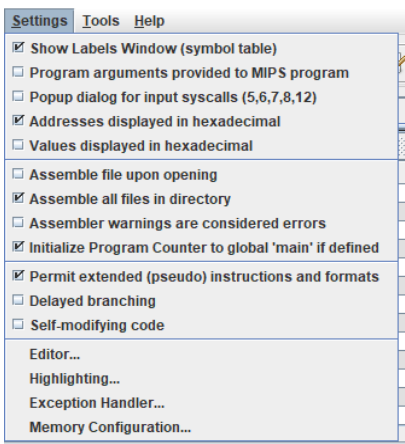 Settings Tools Help
Show Labels Window (symbol table)
Program arguments provided to MIPS program
Popup dialog for input syscalls (5,6,7,8,12)
Addresses displayed in hexadecimal
Values displayed in hexadecimal
Assemble file upon opening
Assemble all files in directory
Assembler warnings are considered errors
Initialize Program Counter to global 'main' if defined
Permit extended (pseudo) instructions and formats
Delayed branching
Self-modifying code
Editor...
Highlighting...
Exception Handler...
Memory Configuration...